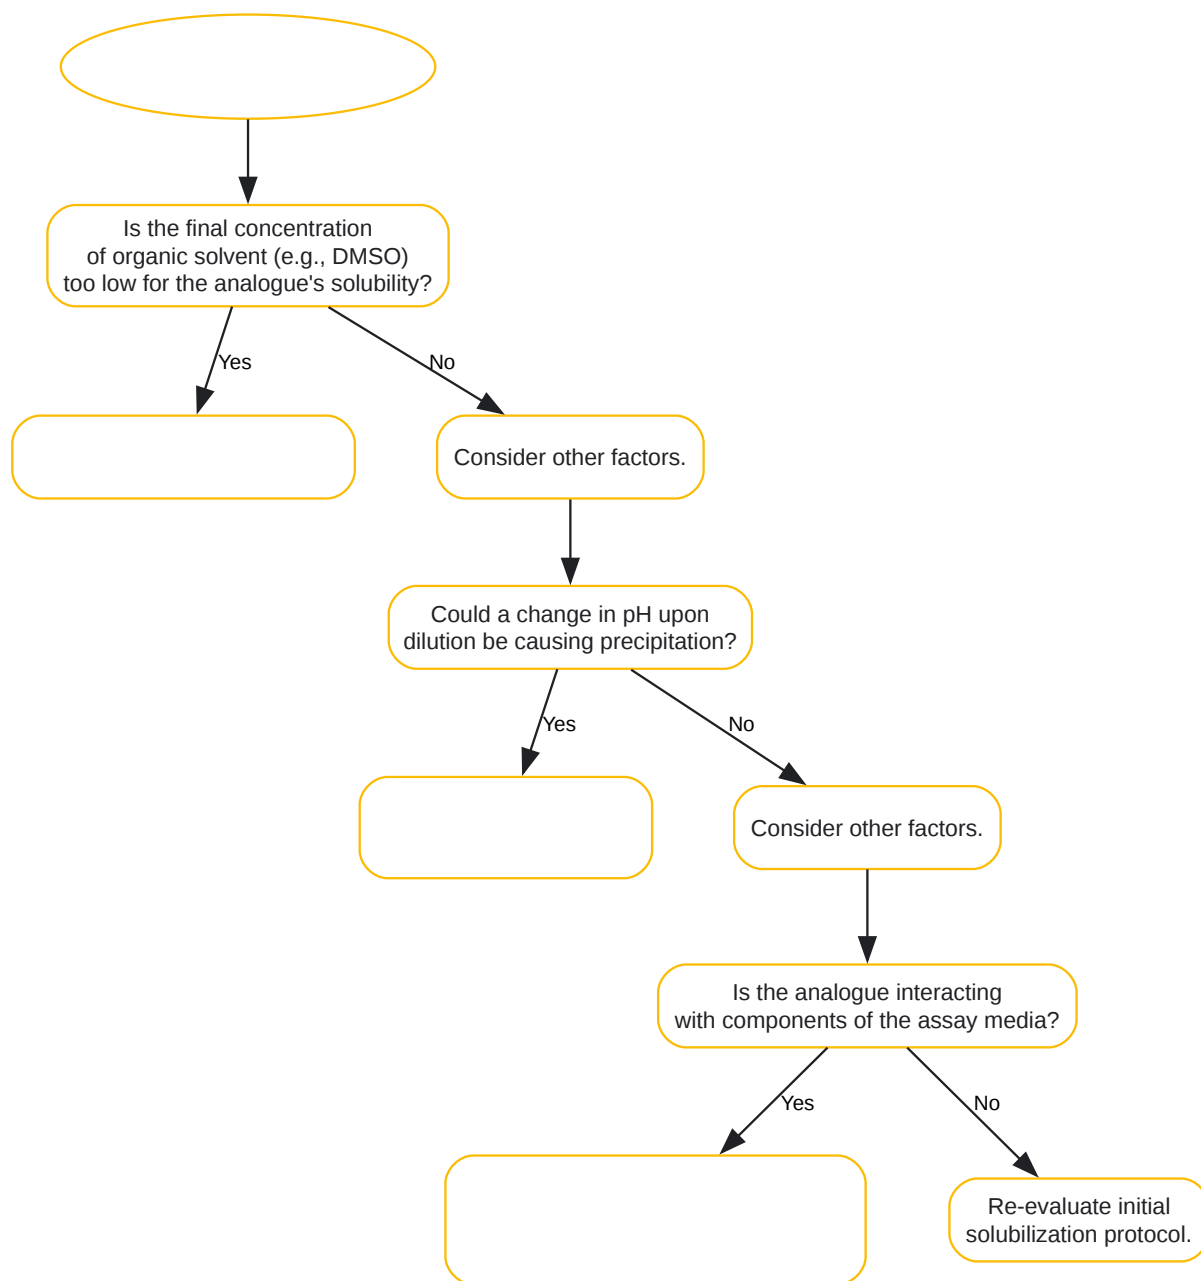 Is the final concentration
of organic solvent (e.g., DMSO)
too low for the analogue's solubility?
Yes
No
Consider other factors.
Could a change in pH upon
dilution be causing precipitation?
Yes
No
Consider other factors.
Is the analogue interacting
with components of the assay media?
Yes
No
Re-evaluate initial
solubilization protocol.